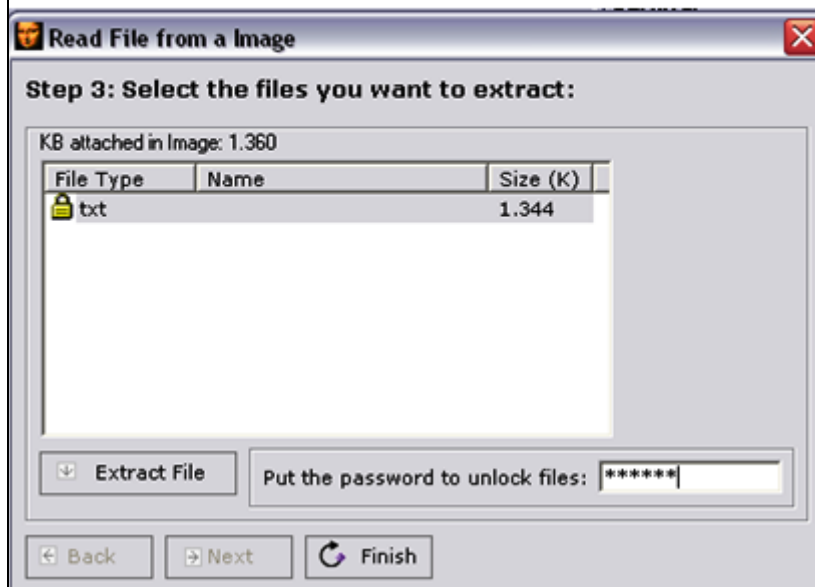 Read File from a Image
Step 3: Select the files you want to extract:
KB attached in Image: 1.360
File Type Name Size (K)
txt 1.344
Extract File Put the password to unlock files: ******
Back Next Finish